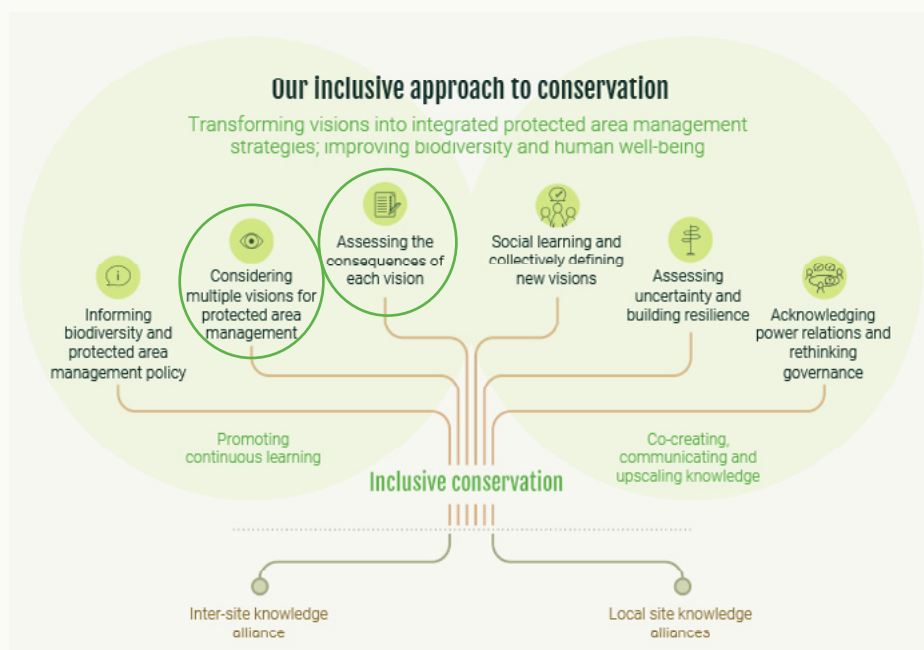 Our inclusive approach to conservation
Transforming visions into integrated protected area management
strategies; improving biodiversity and human well-being
Informing
biodiversity and
protected area
management policy
Considering
multiple visions for
protected area
management
Assessing the
consequences of
each vision
Social learning and
collectively defining
new visions
Assessing
uncertainty and
building resilience
Acknowledging
power relations and
rethinking
governance
Promoting
continuous learning
Co-creating,
communicating and
upscaling knowledge
Inclusive conservation
Inter-site knowledge
alliance
Local site knowledge
alliances